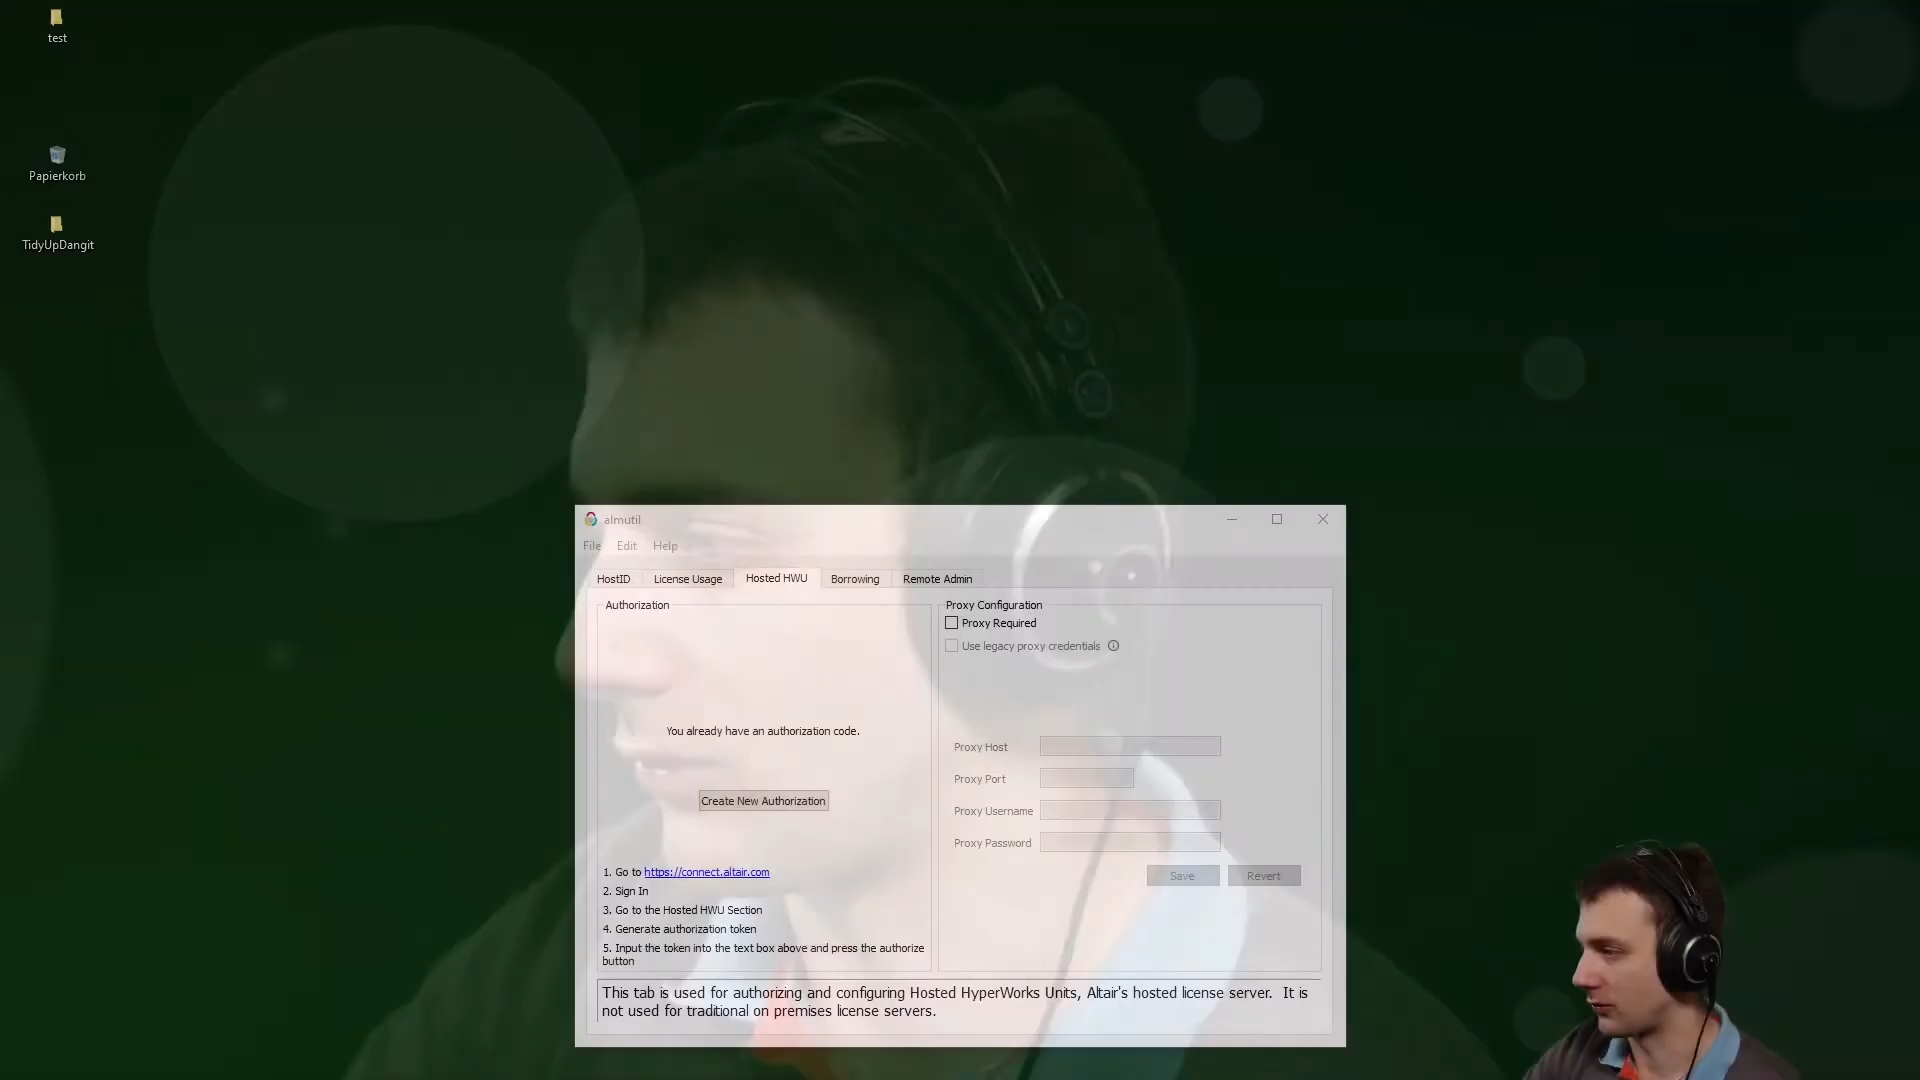 test
Papierkorb
TidyUpDangit
almutil
File Edit Help
HostID License Usage Hosted HWU Borrowing Remote Admin
Authorization
You already have an authorization code.
Create New Authorization
1. Go to https://connect.altair.com
2. Sign In
3. Go to the Hosted HWU Section
4. Generate authorization token
5. Input the token into the text box above and press the authorize
button
Proxy Configuration
Proxy Required
Use legacy proxy credentials
Proxy Host
Proxy Port
Proxy Username
Proxy Password
Save Revert
This tab is used for authorizing and configuring Hosted HyperWorks Units, Altair's hosted license server. It is
not used for traditional on premises license servers.